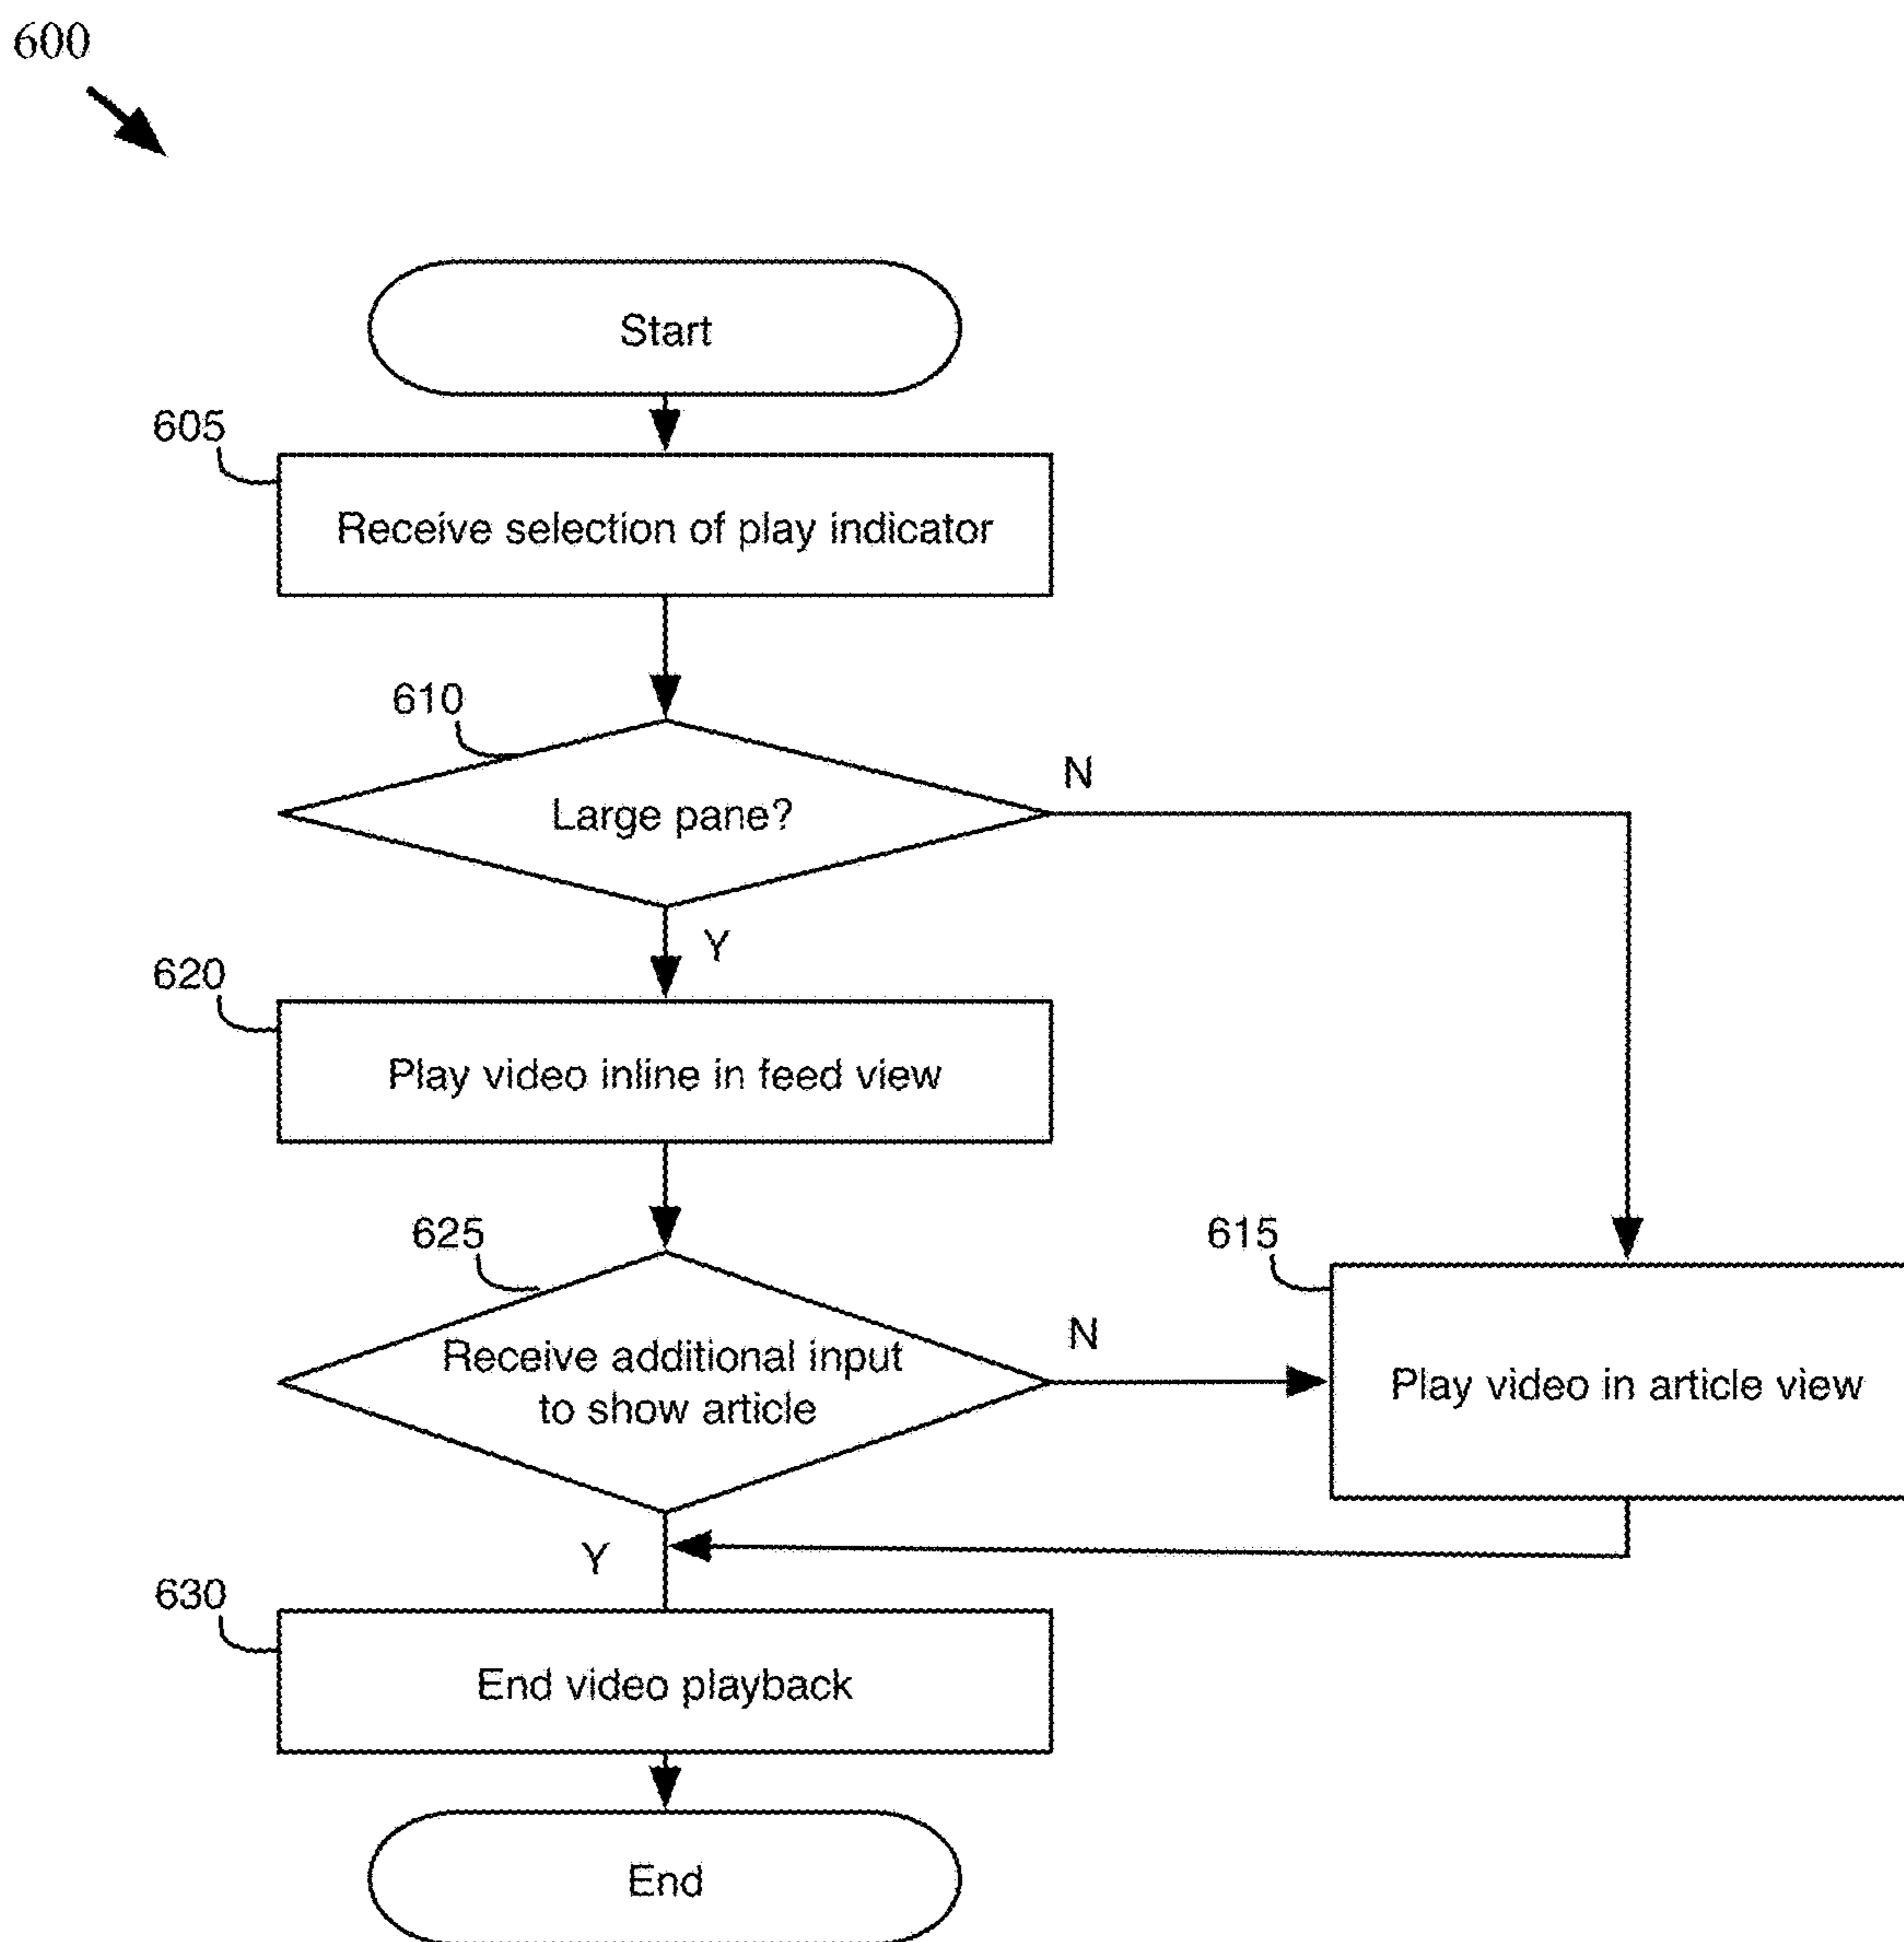 600
Start
605
Receive selection of play indicator
610
Large pane?
N
Y
620
Play video inline in feed view
625
Receive additional input
to show article
N
615
Play video in article view
Y
630
End video playback
End